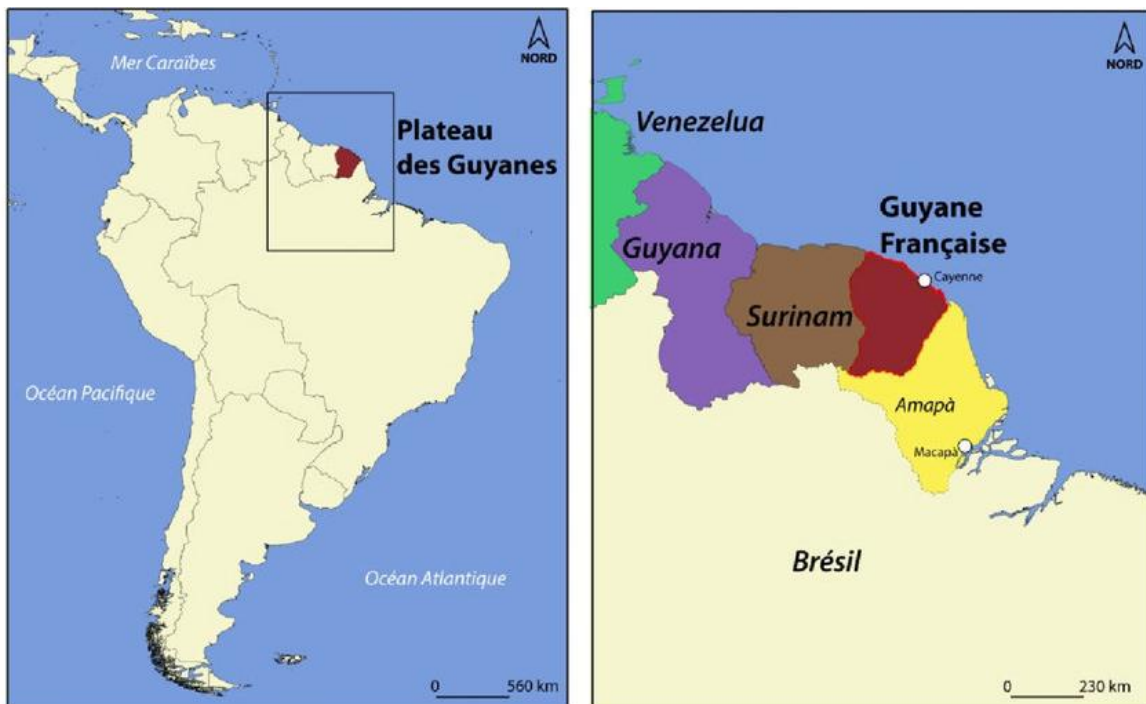 NORD
Mer Caraïbes
Plateau
des Guyanes
Océan Pacifique
Océan Atlantique
0 560 km
NORD
Venezelua
Guyane
Française
Guyana
Cayenne
Surinam
Amapà
Macapà
Brésil
0 230 km